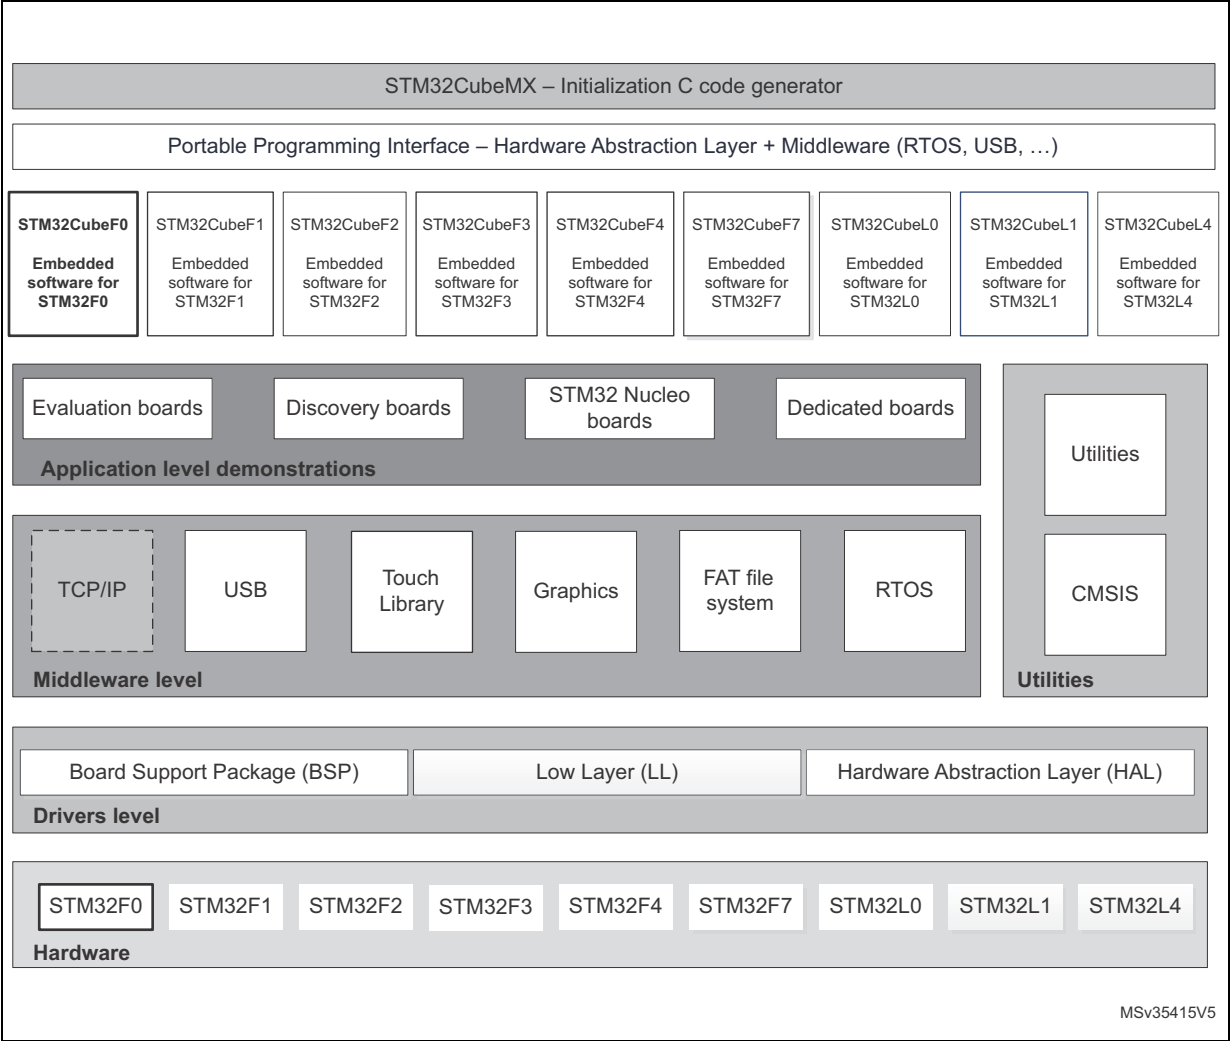 STM32CubeMX – Initialization C code generator
Portable Programming Interface – Hardware Abstraction Layer + Middleware (RTOS, USB, …)
STM32CubeF0
Embedded
software for
STM32F0
STM32CubeF1
Embedded
software for
STM32F1
STM32CubeF2
Embedded
software for
STM32F2
STM32CubeF3
Embedded
software for
STM32F3
STM32CubeF4
Embedded
software for
STM32F4
STM32CubeF7
Embedded
software for
STM32F7
STM32CubeL0
Embedded
software for
STM32L0
STM32CubeL1
Embedded
software for
STM32L1
STM32CubeL4
Embedded
software for
STM32L4
Evaluation boards
Discovery boards
STM32 Nucleo
boards
Dedicated boards
Application level demonstrations
TCP/IP
USB
Touch
Library
Graphics
FAT file
system
RTOS
Middleware level
Utilities
CMSIS
Utilities
Board Support Package (BSP)
Low Layer (LL)
Hardware Abstraction Layer (HAL)
Drivers level
STM32F0
STM32F1
STM32F2
STM32F3
STM32F4
STM32F7
STM32L0
STM32L1
STM32L4
Hardware
MSv35415V5